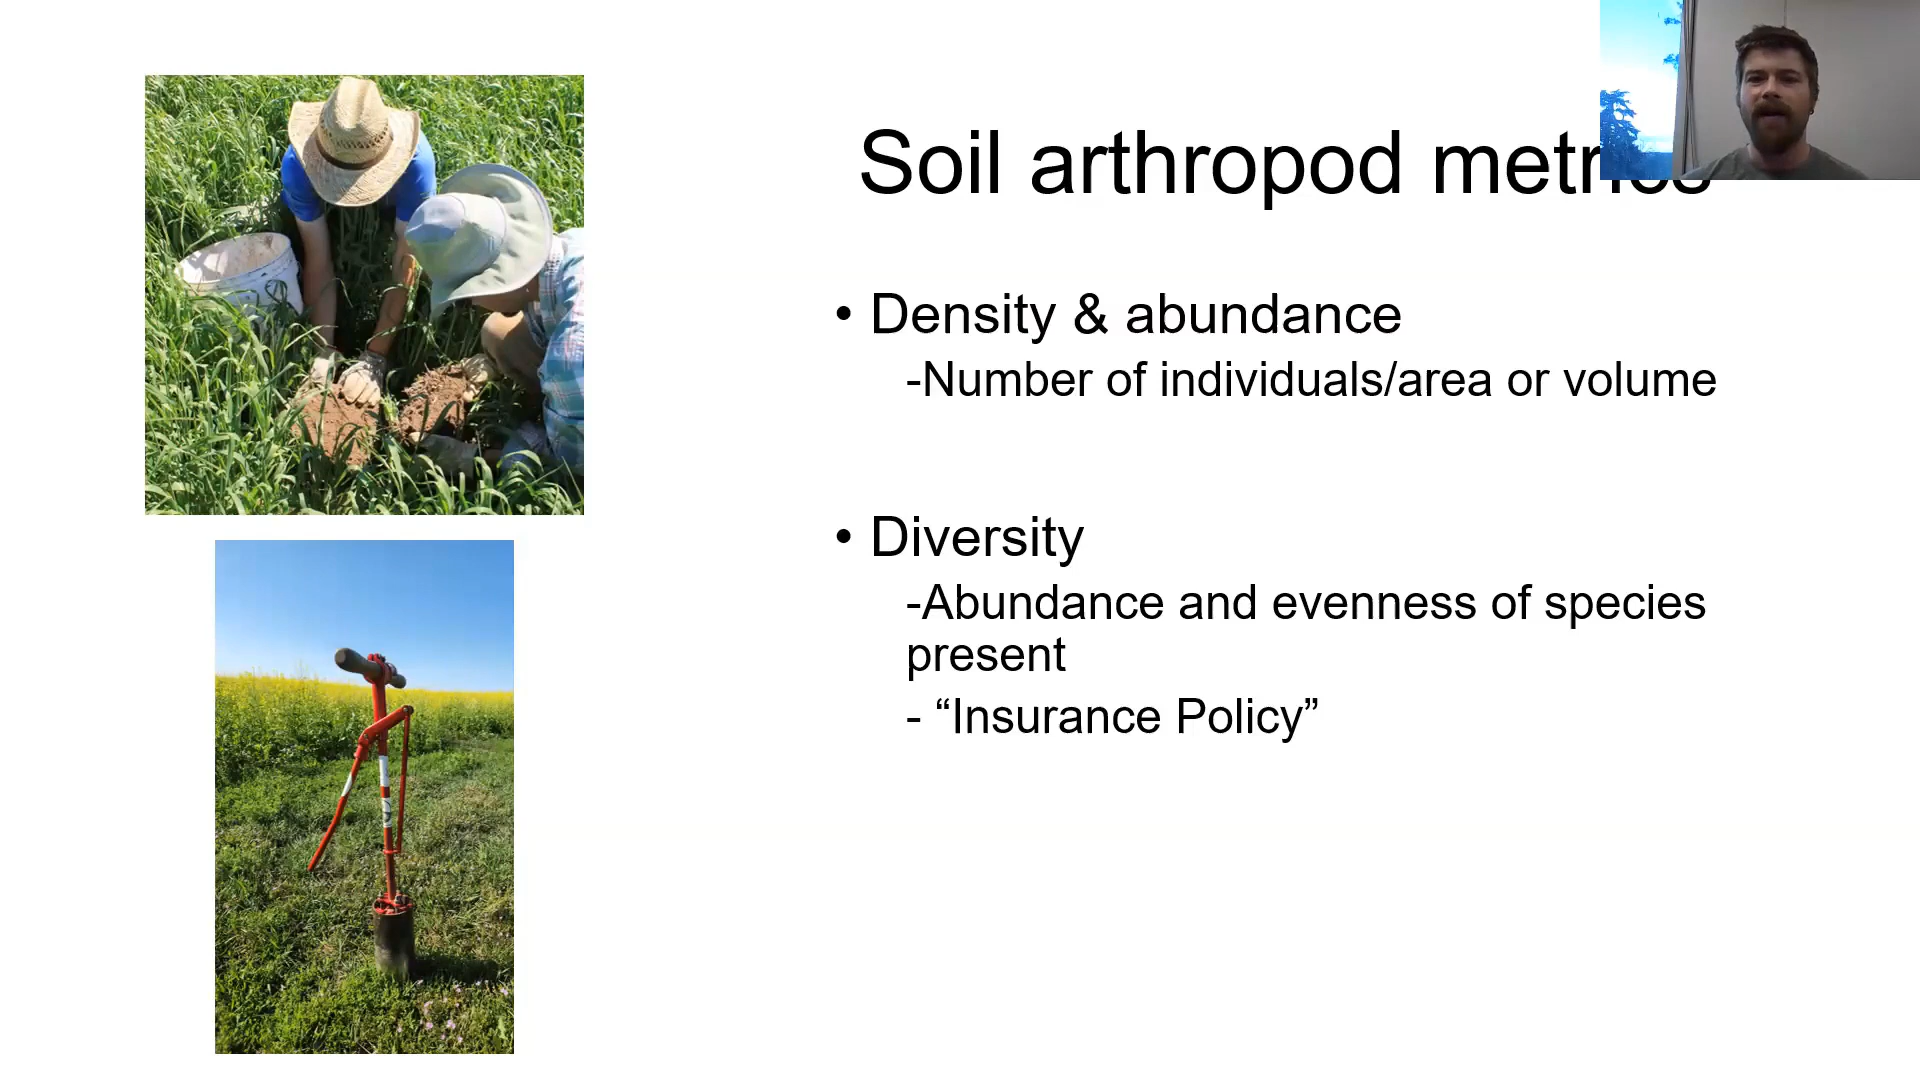 Soil arthropod metrics
• Density & abundance
-Number of individuals/area or volume
• Diversity
-Abundance and evenness of species
present
- “Insurance Policy”